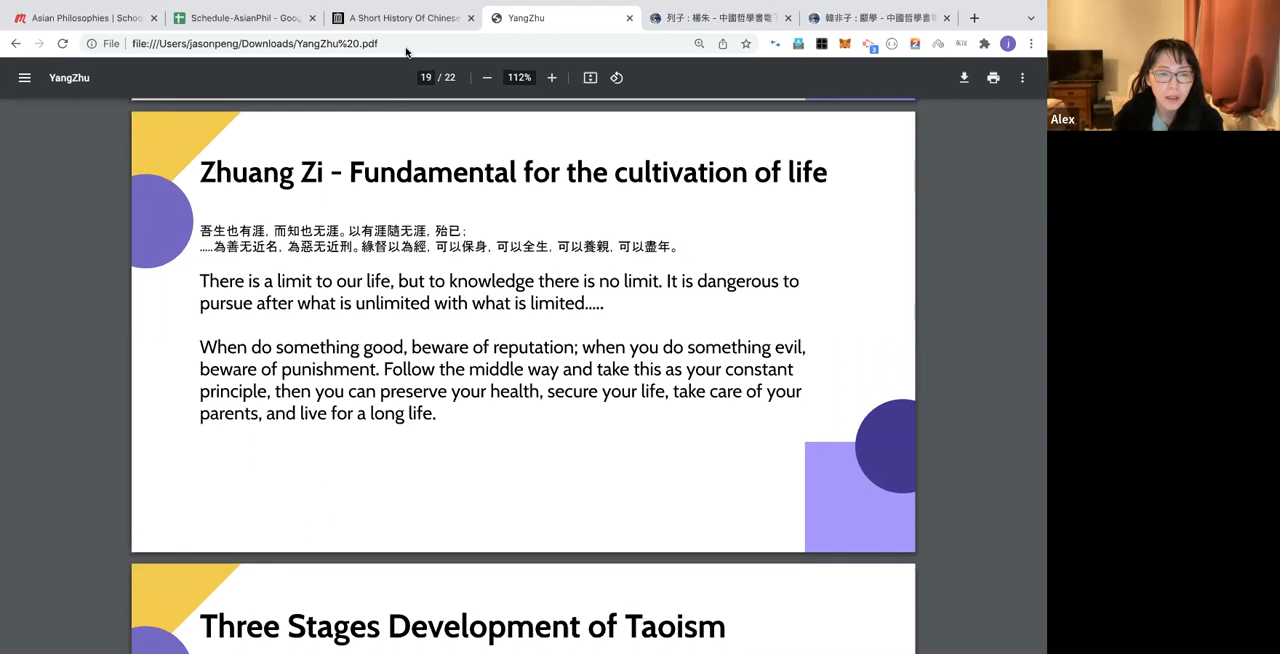 Asian Philosophies | Schoo
Schedule-AsianPhil - Goog
A Short History Of Chinese
YangZhu
列子 : 楊朱 - 中國哲學書電子
韓非子 : 顯學 - 中國哲學書電
File
file:///Users/jasonpeng/Downloads/YangZhu%20.pdf
YangZhu
19 / 22
112%
Alex
Zhuang Zi - Fundamental for the cultivation of life
吾生也有涯, 而知也无涯。以有涯隨无涯, 殆已;
.....為善无近名, 為惡无近刑。緣督以為經, 可以保身, 可以全生, 可以養親, 可以盡年。
There is a limit to our life, but to knowledge there is no limit. It is dangerous to
pursue after what is unlimited with what is limited.....
When do something good, beware of reputation; when you do something evil,
beware of punishment. Follow the middle way and take this as your constant
principle, then you can preserve your health, secure your life, take care of your
parents, and live for a long life.
Three Stages Development of Taoism